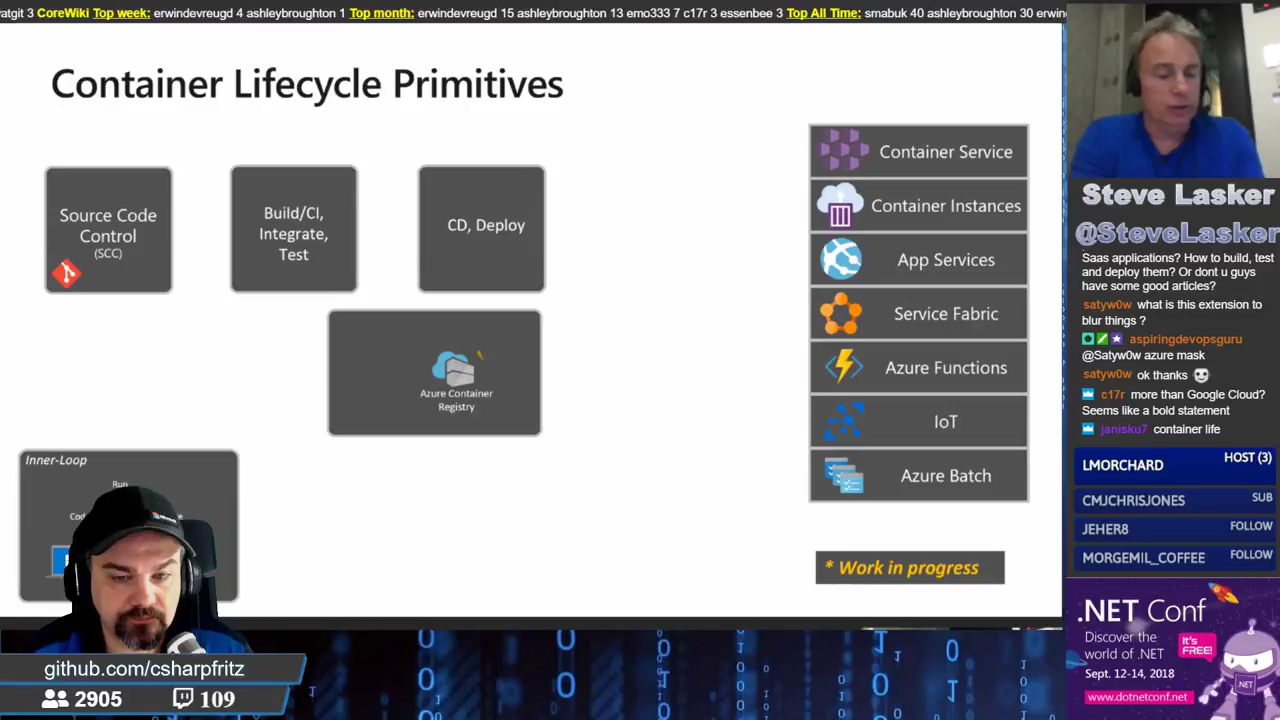 atgit 3 CoreWiki Top week: erwindevreugd 4 ashleybroughton 1 Top month: erwindevreugd 15 ashleybroughton 13 emo333 7 c17r 3 essenbee 3 Top All Time: smabuk 40 ashleybroughton 30 erwin
Container Lifecycle Primitives
Source Code
Control
(SCC)
Build/CI,
Integrate,
Test
CD, Deploy
Azure Container
Registry
Inner-Loop
Run
Container Service
Container Instances
App Services
Service Fabric
Azure Functions
IoT
Azure Batch
* Work in progress
Steve Lasker
@SteveLasker
Saas applications? How to build, test
and deploy them? Or dont u guys
have some good articles?
satyw0w what is this extension to
blur things ?
aspiringdevopsguru
@Satyw0w azure mask
satyw0w ok thanks
c17r more than Google Cloud?
Seems like a bold statement
janisku7 container life
LMORCHARD HOST (3)
CMJCHRISJONES SUB
JEHER8 FOLLOW
MORGEMIL_COFFEE FOLLOW
.NET Conf
Discover the
world of .NET
It's
FREE!
Sept. 12-14, 2018
www.dotnetconf.net
.NET
github.com/csharpfritz
2905 109